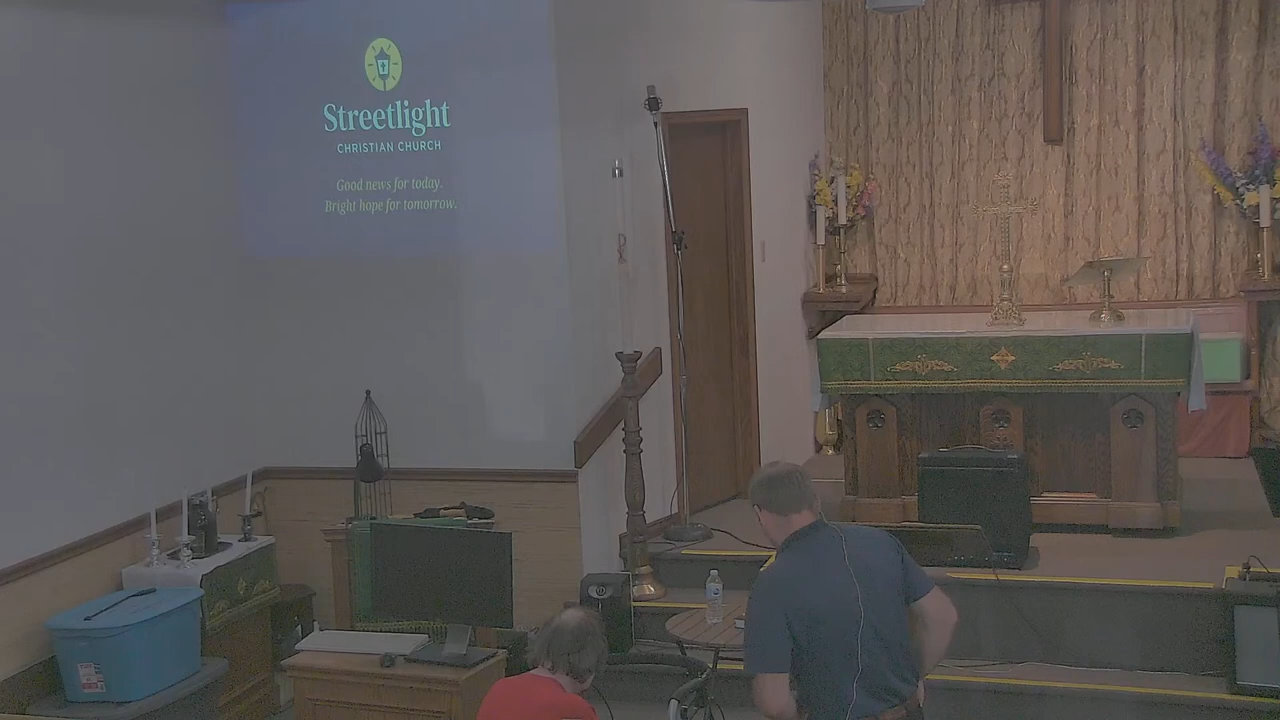 Streetlight
CHRISTIAN CHURCH
Good news for today.
Bright hope for tomorrow.